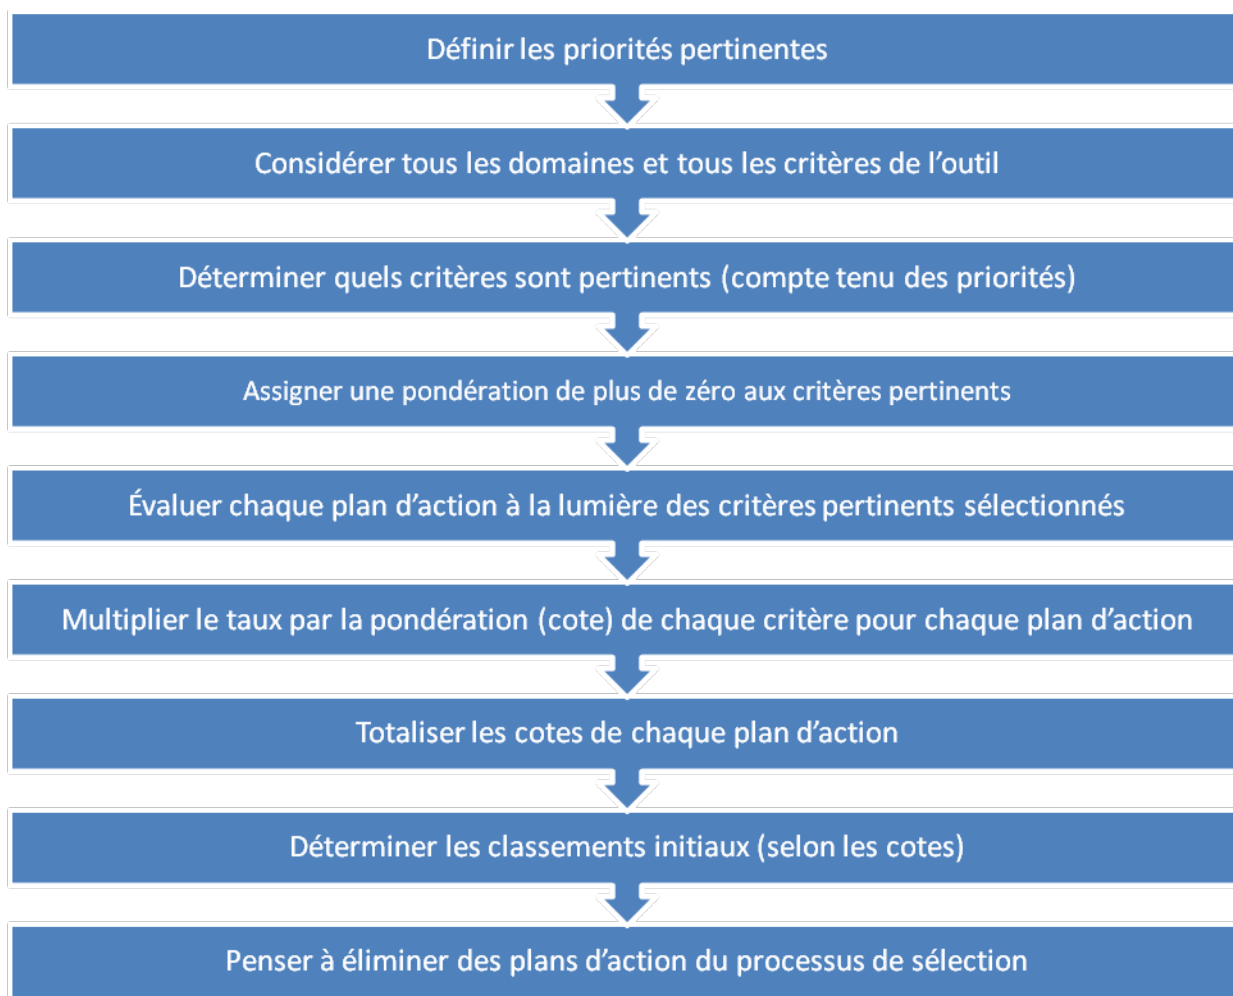 Définir les priorités pertinentes
Considérer tous les domaines et tous les critères de l’outil
Déterminer quels critères sont pertinents (compte tenu des priorités)
Assigner une pondération de plus de zéro aux critères pertinents
Évaluer chaque plan d’action à la lumière des critères pertinents sélectionnés
Multiplier le taux par la pondération (cote) de chaque critère pour chaque plan d’action
Totaliser les cotes de chaque plan d’action
Déterminer les classements initiaux (selon les cotes)
Penser à éliminer des plans d’action du processus de sélection